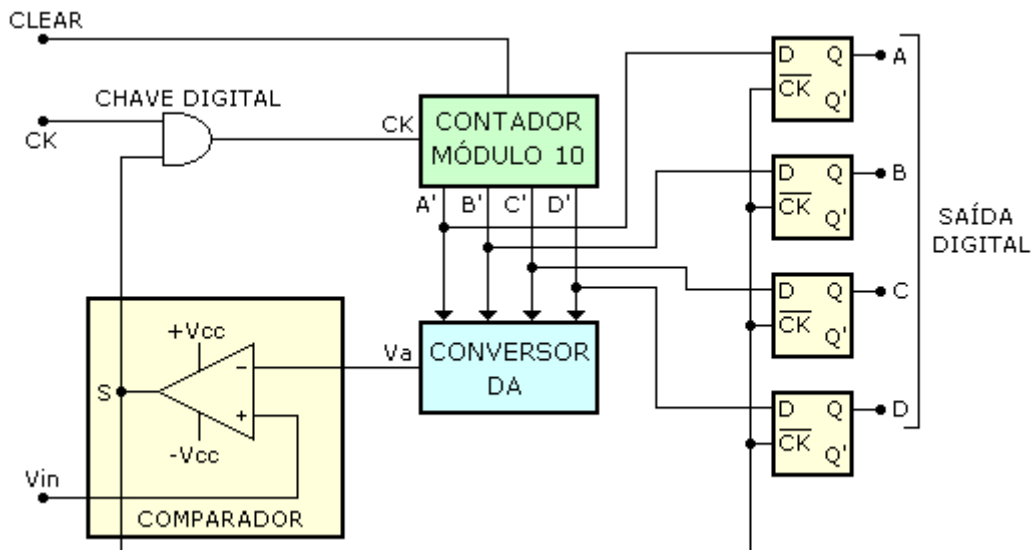 CLEAR
CHAVE DIGITAL
CK
CK
CONTADOR
MÓDULO 10
A' B' C' D'
D Q A
CK
Q'
D Q B
CK
Q'
D Q C
CK
Q'
D Q D
CK
Q'
SAÍDA
DIGITAL
+Vcc
S
-
+
-Vcc
Va
CONVERSOR
DA
Vin
COMPARADOR